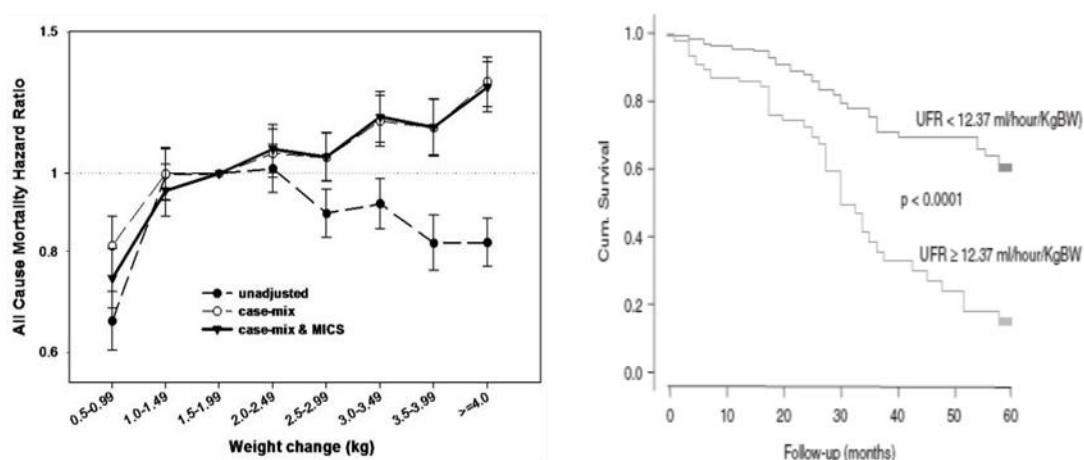 All Cause Mortality Hazard Ratio
1.5
1
0.8
0.6
unadjusted
case-mix
case-mix & MICS
0.5-0.99
1.0-1.49
1.5-1.99
2.0-2.49
2.5-2.99
3.0-3.49
3.5-3.99
>=4.0
Weight change (kg)
Cum. Survival
1.0
0.8
0.6
0.4
0.2
0.0
UFR < 12.37 ml/hour/KgBW)
p < 0.0001
UFR ≥ 12.37 ml/hour/KgBW
0 10 20 30 40 50 60
Follow-up (months)